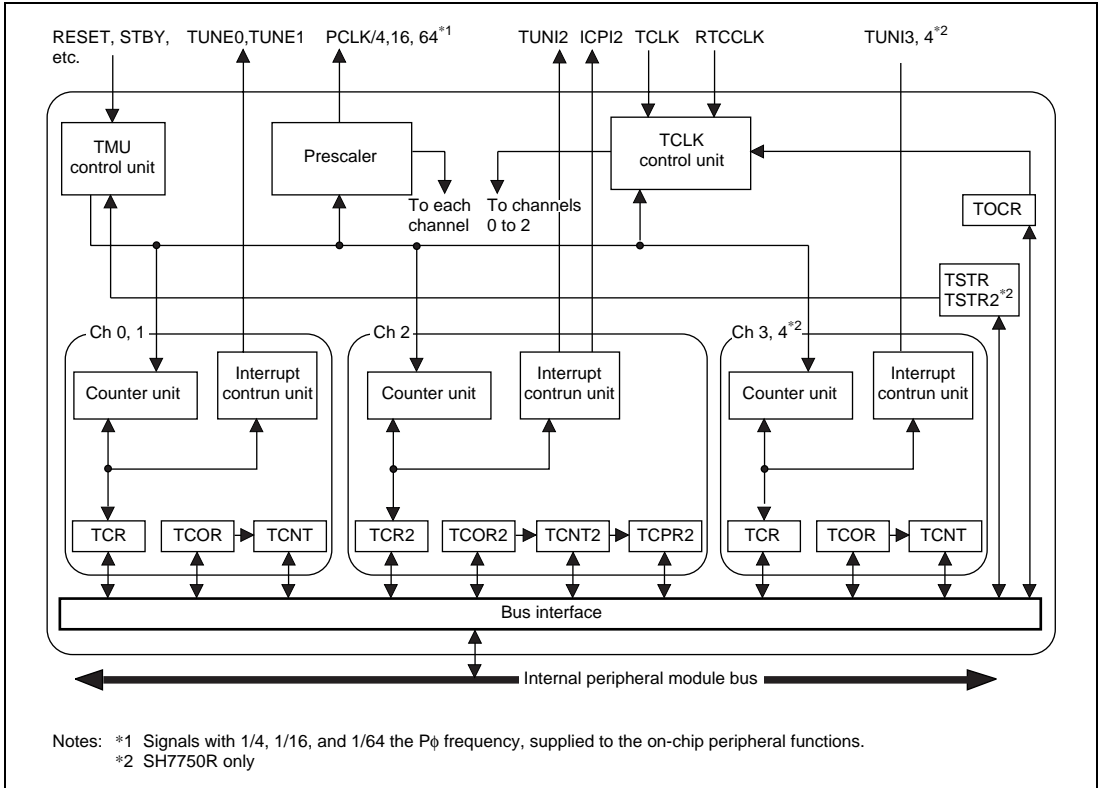 RESET, STBY,
etc.
TUNE0,TUNE1
PCLK/4,16, 64*1
TUNI2
ICPI2
TCLK
RTCCLK
TUNI3, 4*2
TMU
control unit
Prescaler
TCLK
control unit
To each
channel
To channels
0 to 2
TOCR
TSTR
TSTR2*2
Ch 0, 1
Counter unit
Interrupt
contrun unit
TCR
TCOR
TCNT
Ch 2
Counter unit
Interrupt
contrun unit
TCR2
TCOR2
TCNT2
TCPR2
Ch 3, 4*2
Counter unit
Interrupt
contrun unit
TCR
TCOR
TCNT
Bus interface
Internal peripheral module bus
Notes: *1 Signals with 1/4, 1/16, and 1/64 the Pφ frequency, supplied to the on-chip peripheral functions.
*2 SH7750R only